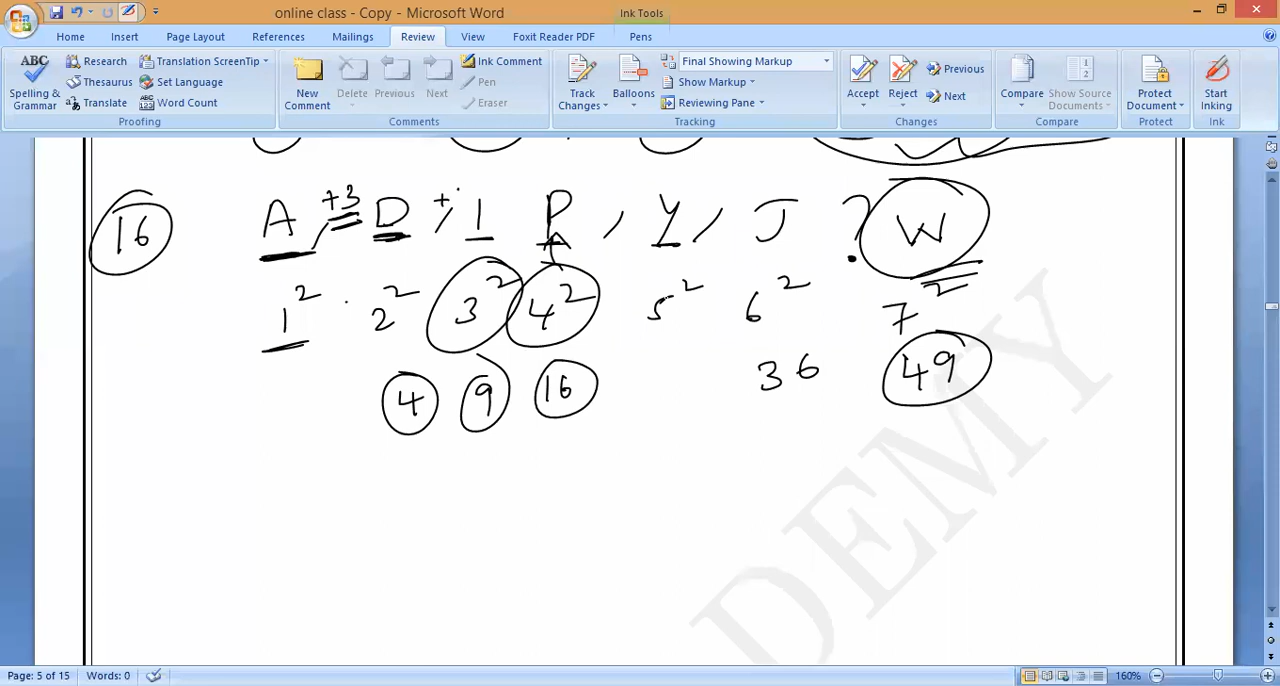 online class - Copy - Microsoft Word
Ink Tools
Home Insert Page Layout References Mailings Review View Foxit Reader PDF Pens
ABC
Spelling & Grammar
Research
Thesaurus
Translate
Translation ScreenTip
Set Language
Word Count
Proofing
New Comment
Delete
Previous
Next
Ink Comment
Pen
Eraser
Comments
Track Changes
Balloons
Final Showing Markup
Show Markup
Reviewing Pane
Tracking
Accept
Reject
Previous
Next
Changes
Compare
Show Source Documents
Compare
Protect Document
Protect
Start Inking
Ink
16 A, +3 D +, I P, Y, J ? W
1² 2² 3² 4² 5² 6² 7²
4 9 16 36 49
DEMY
Page: 5 of 15 Words: 0 160%